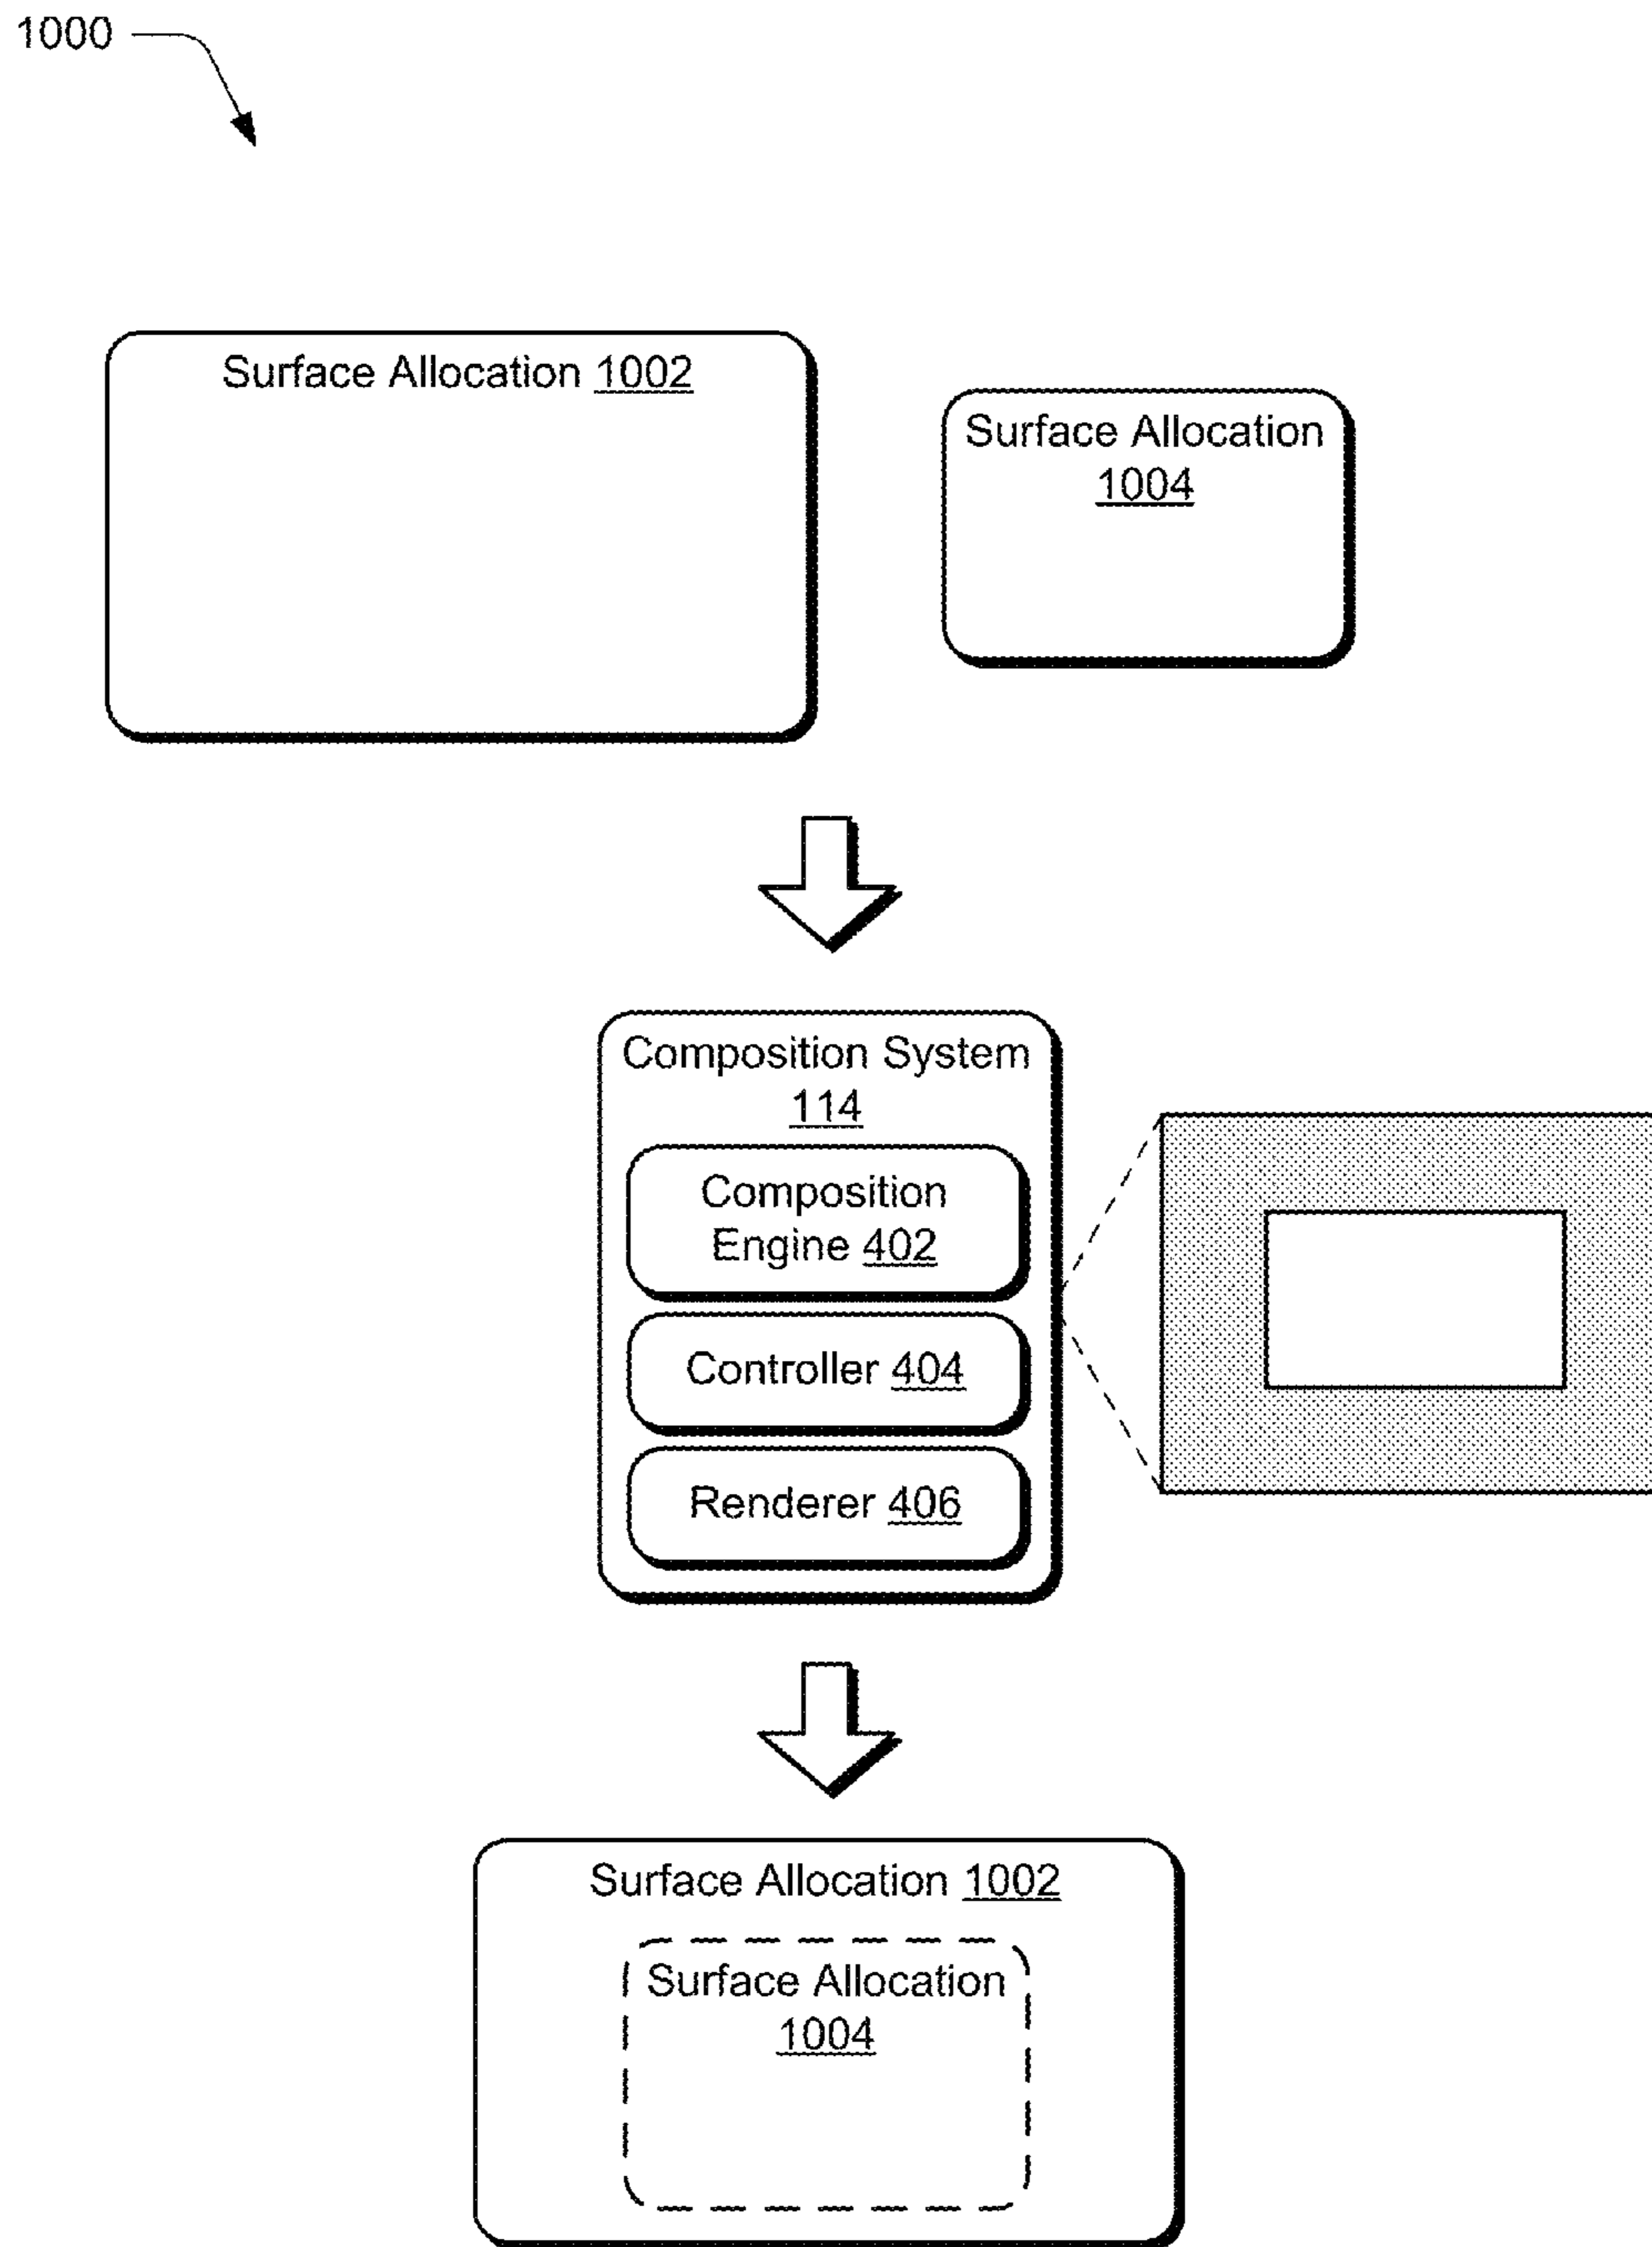 1000
Surface Allocation 1002
Surface Allocation
1004
Composition System
114
Composition
Engine 402
Controller 404
Renderer 406
Surface Allocation 1002
Surface Allocation
1004